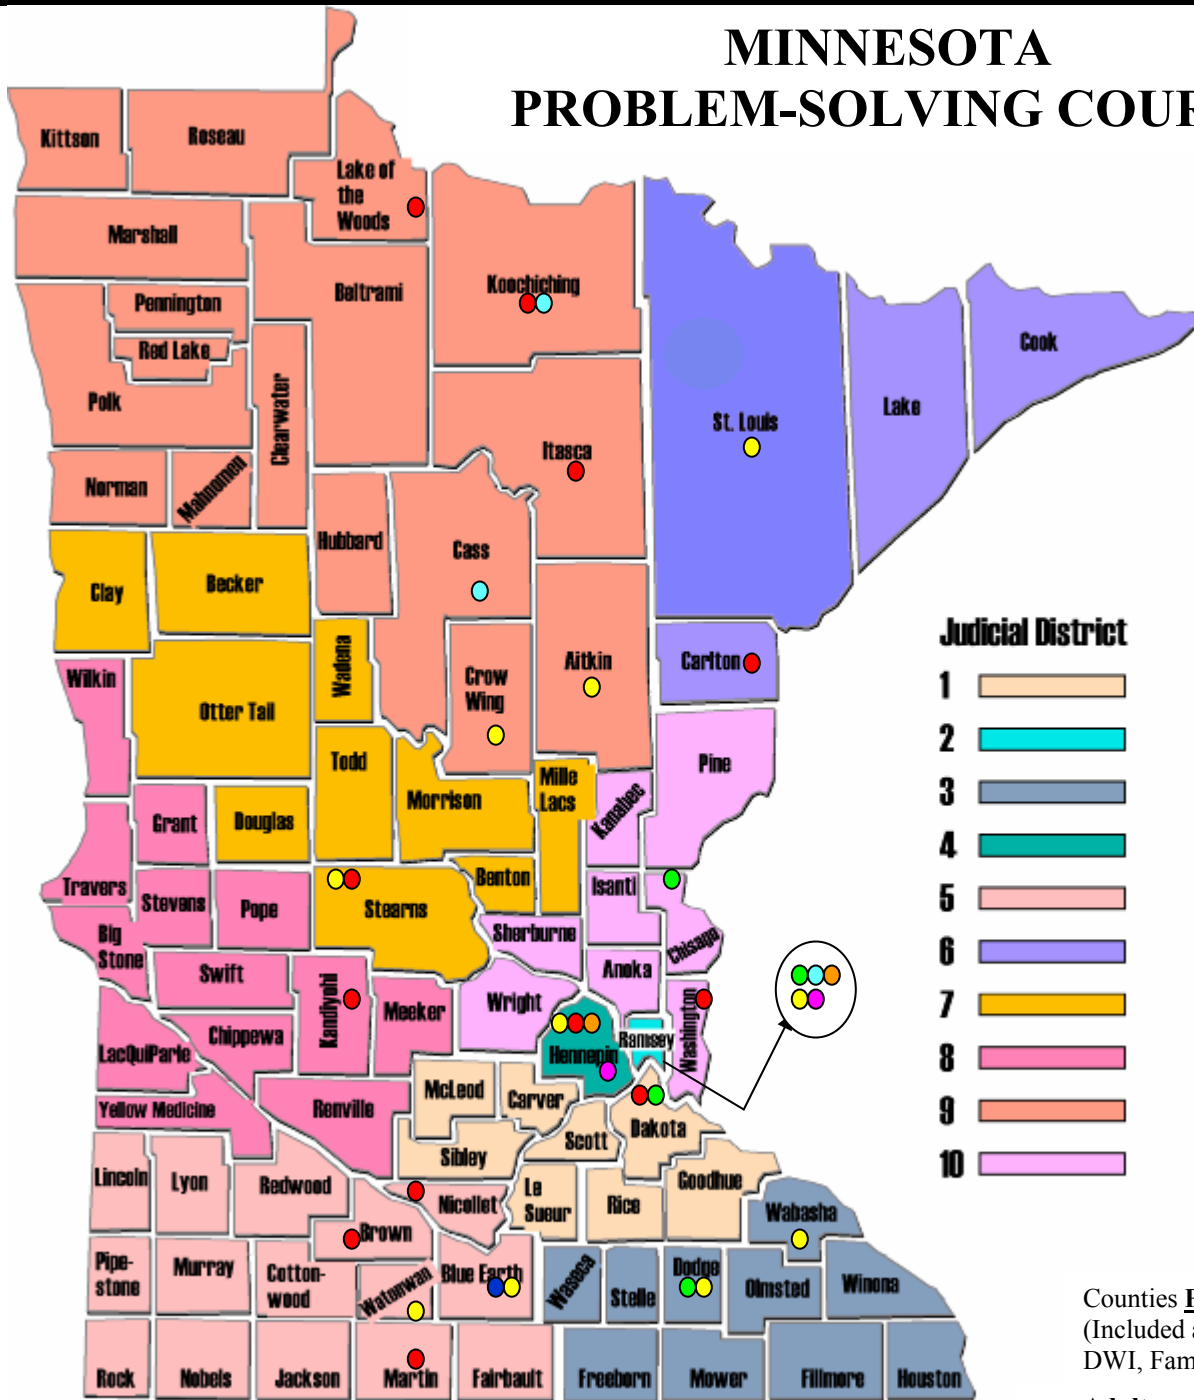 MINNESOTA
PROBLEM-SOLVING COUR
Kittson
Roseau
Lake of
the
Woods
Marshall
Koochiching
Beltrami
Pennington
Red Lake
Polk
Clearwater
Cook
Lake
St. Louis
Itasca
Norman
Mahnomen
Hubbard
Cass
Clay
Becker
Wadena
Crow
Wing
Aitkin
Carlton
Wilkin
Otter Tail
Todd
Morrison
Mille
Lacs
Kanabec
Pine
Grant
Douglas
Travers
Stevens
Pope
Stearns
Benton
Isanti
Chisago
Big
Stone
Swift
Kandiyohi
Meeker
Sherburne
Anoka
Wright
Washington
LacQuiParle
Chippewa
Hennepin
Ramsey
Yellow Medicine
Renville
McLeod
Carver
Scott
Dakota
Sibley
Lincoln
Lyon
Redwood
Nicollet
Le
Sueur
Rice
Goodhue
Wabasha
Brown
Pipe-
stone
Murray
Cotton-
wood
Watonwan
Blue Earth
Waseca
Stelle
Dodge
Olmsted
Winona
Rock
Nobels
Jackson
Martin
Fairbault
Freeborn
Mower
Fillmore
Houston
Judicial District
1
2
3
4
5
6
7
8
9
10
Counties
(Included
DWI, Fam